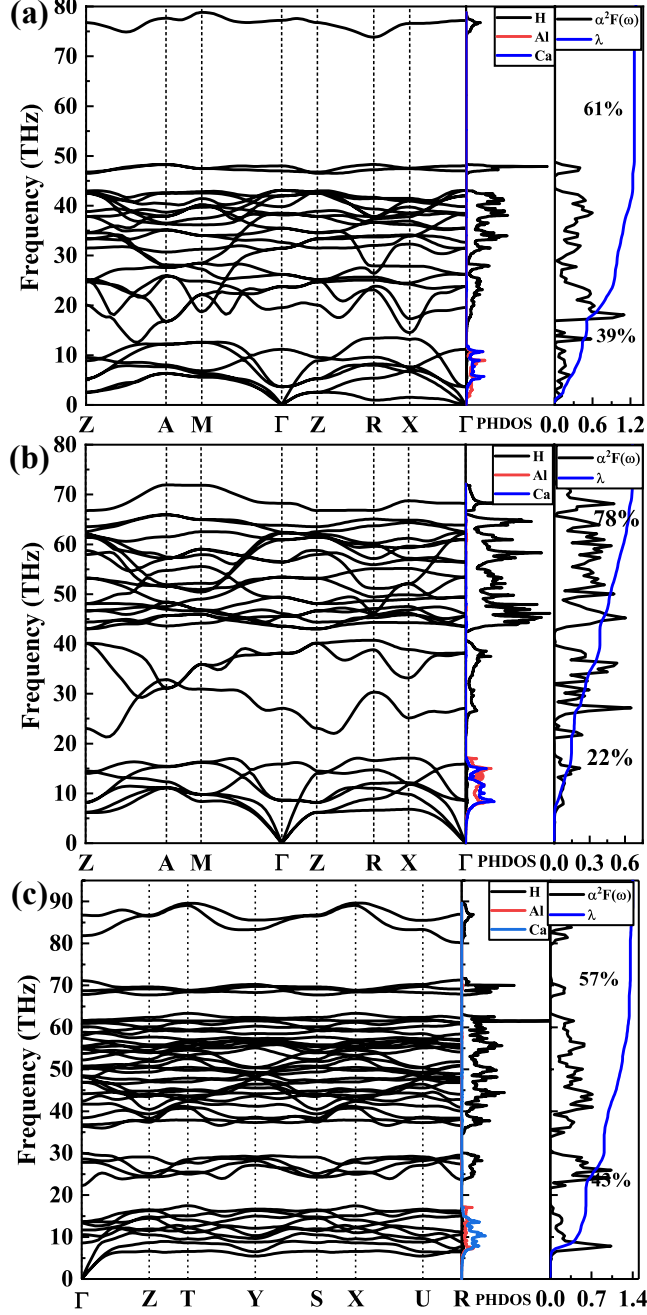 (a)
80
70
60
50
40
30
20
10
0
Frequency (THz)
H
Al
Ca
α²F(ω)
λ
61%
39%
Z A M Γ Z R X Γ PHDOS 0.0 0.6 1.2
(b)
80
70
60
50
40
30
20
10
0
Frequency (THz)
H
Al
Ca
α²F(ω)
λ
78%
22%
Z A M Γ Z R X Γ PHDOS 0.0 0.3 0.6
(c)
90
80
70
60
50
40
30
20
10
0
Frequency (THz)
H
Al
Ca
α²F(ω)
λ
57%
43%
Γ Z T Y S X U R PHDOS 0.0 0.7 1.4